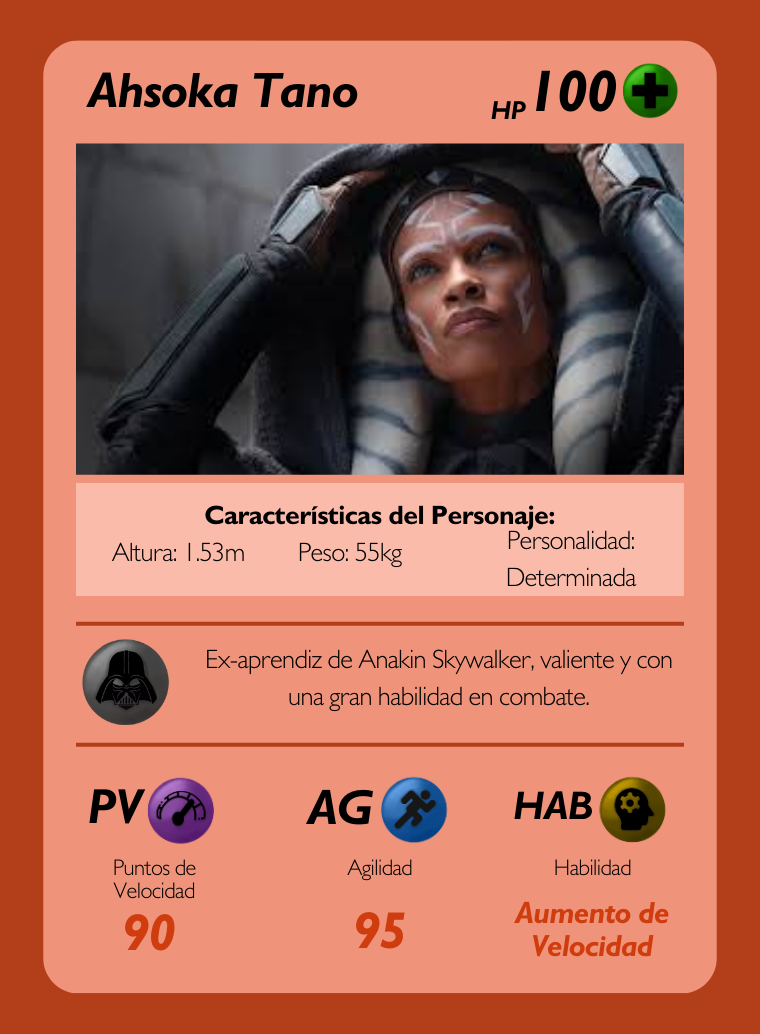 Ahsoka Tano
HP 100
Características del Personaje:
Altura: 1.53m
Peso: 55kg
Personalidad:
Determinada
Ex-aprendiz de Anakin Skywalker, valiente y con
una gran habilidad en combate.
PV
Puntos de
Velocidad
90
AG
Agilidad
95
HAB
Habilidad
Aumento de
Velocidad